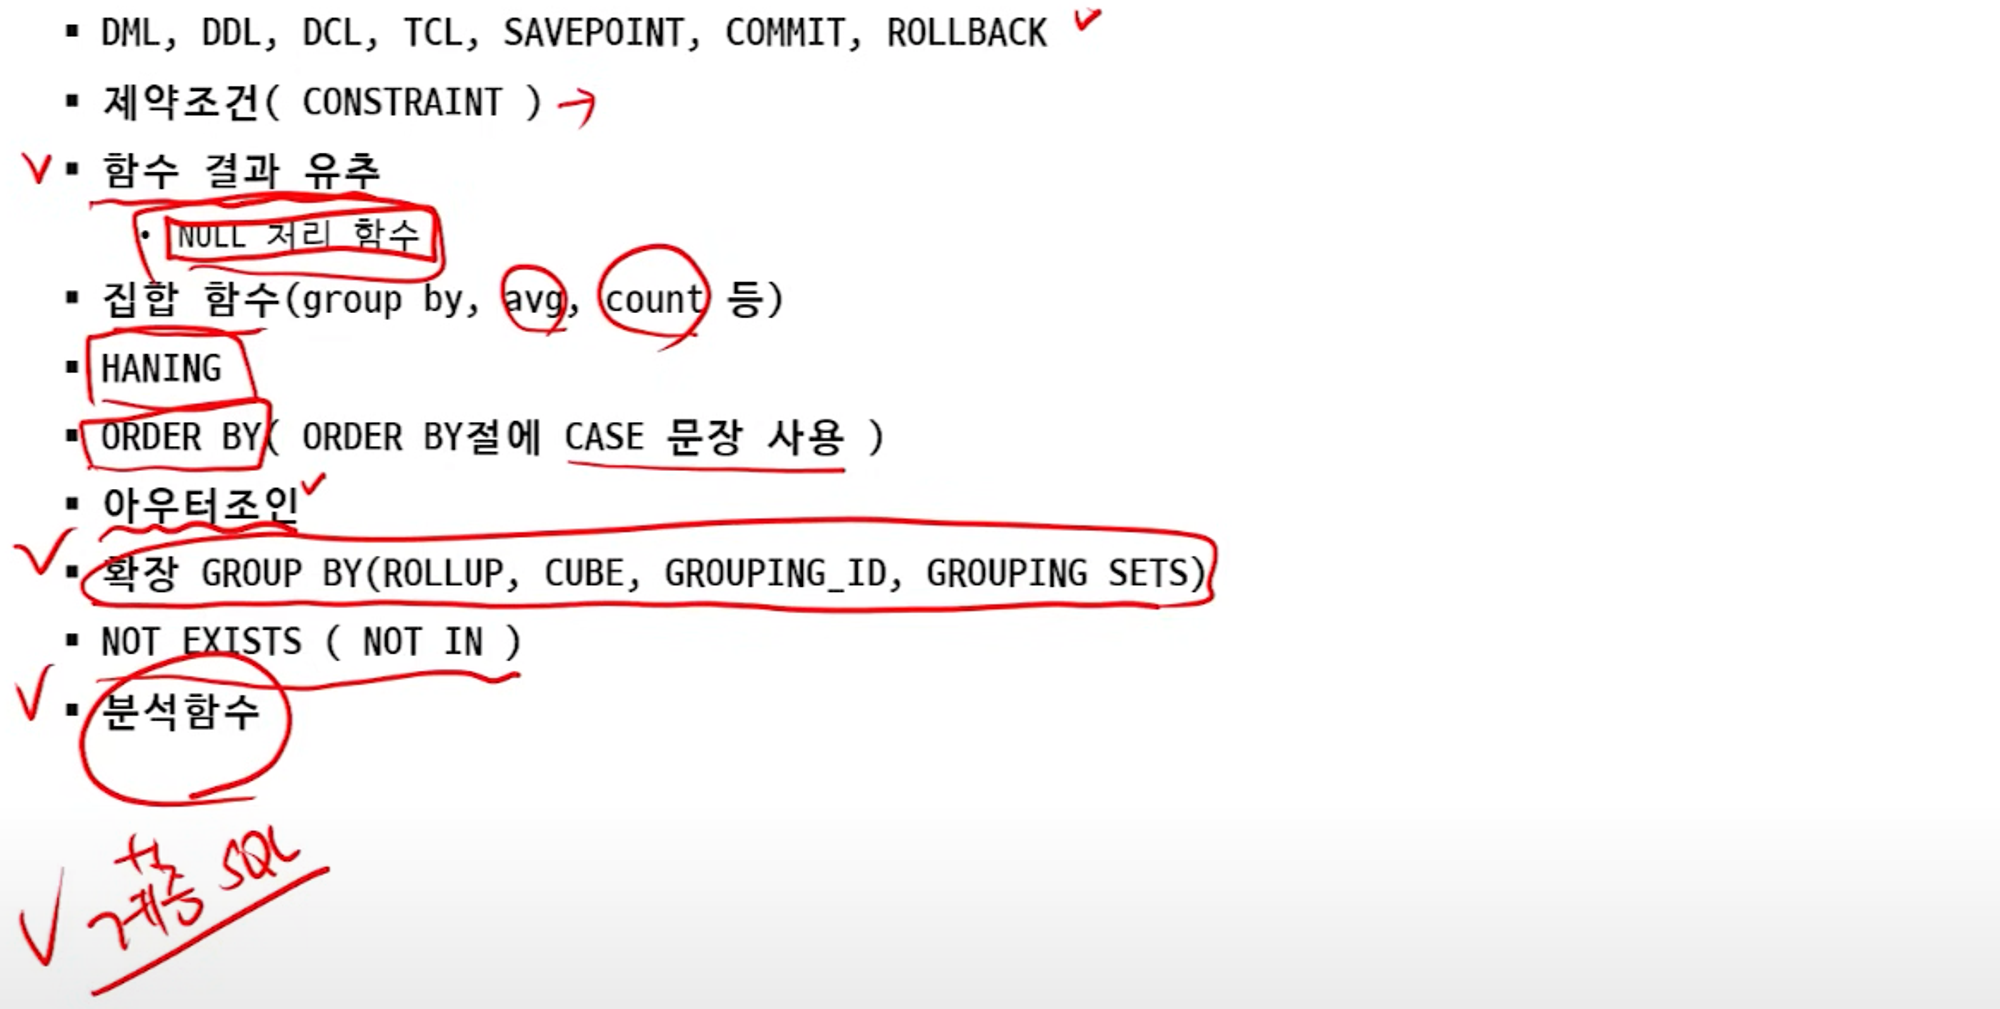 ▪ DML, DDL, DCL, TCL, SAVEPOINT, COMMIT, ROLLBACK
▪ 제약조건( CONSTRAINT )
▪ 함수 결과 유추
• NULL 처리 함수
▪ 집합 함수(group by, avg, count 등)
▪ HANING
▪ ORDER BY( ORDER BY절에 CASE 문장 사용 )
▪ 아우터조인
▪ 확장 GROUP BY(ROLLUP, CUBE, GROUPING_ID, GROUPING SETS)
▪ NOT EXISTS ( NOT IN )
▪ 분석함수
계층 SQL